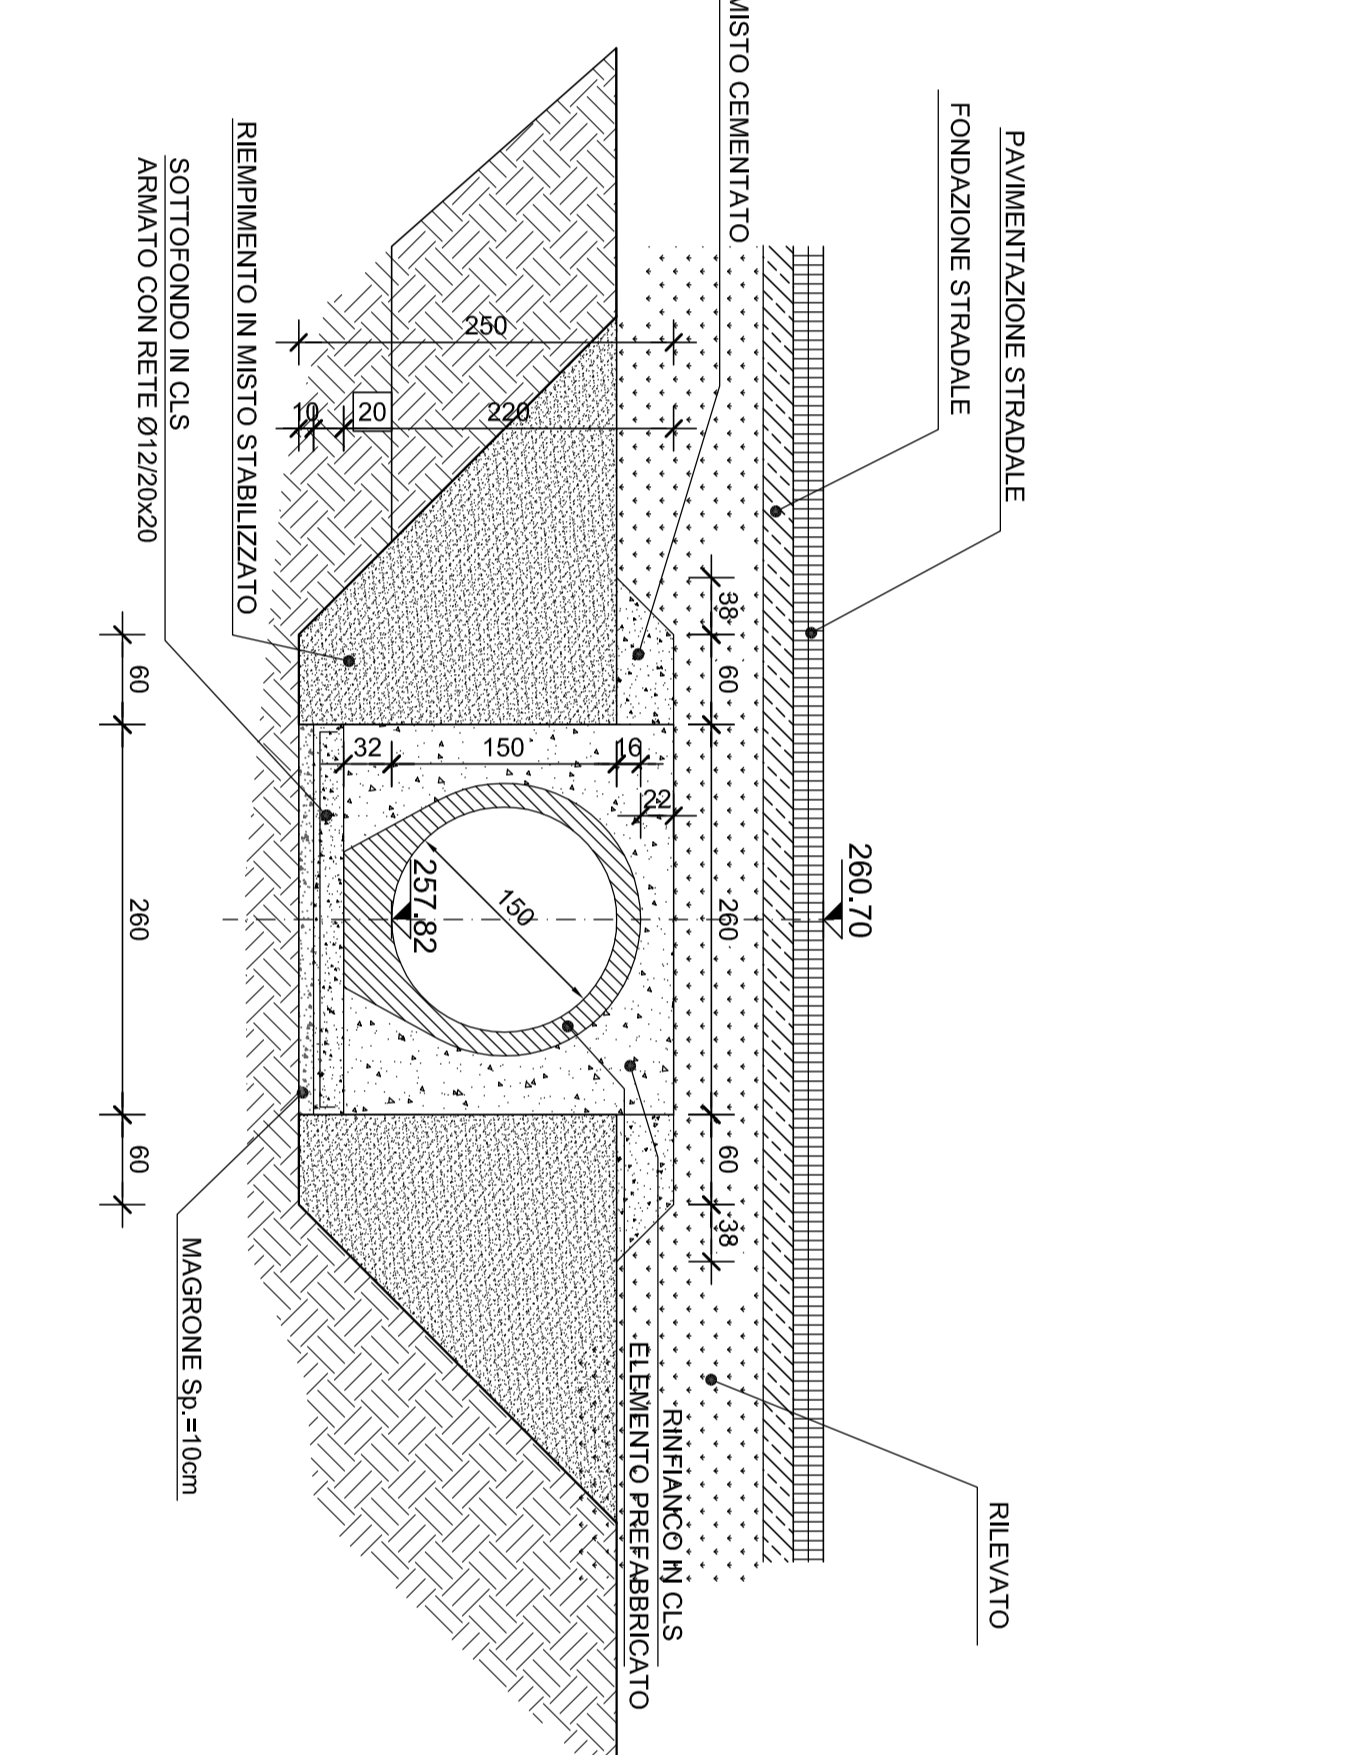 PAVIMENTAZIONE STRADALE
FONDAZIONE STRADALE
RILEVATO
260.70
MISTO CEMENTATO
38
60
260
60
38
RINFIANCO IN CLS
ELEMENTO PREFABBRICATO
22
16
150
32
150
257.82
250
220
20
10
RIEMPIMENTO IN MISTO STABILIZZATO
SOTTOFONDO IN CLS
ARMATO CON RETE Ø12/20x20
MAGRONE Sp.=10cm
60
260
60